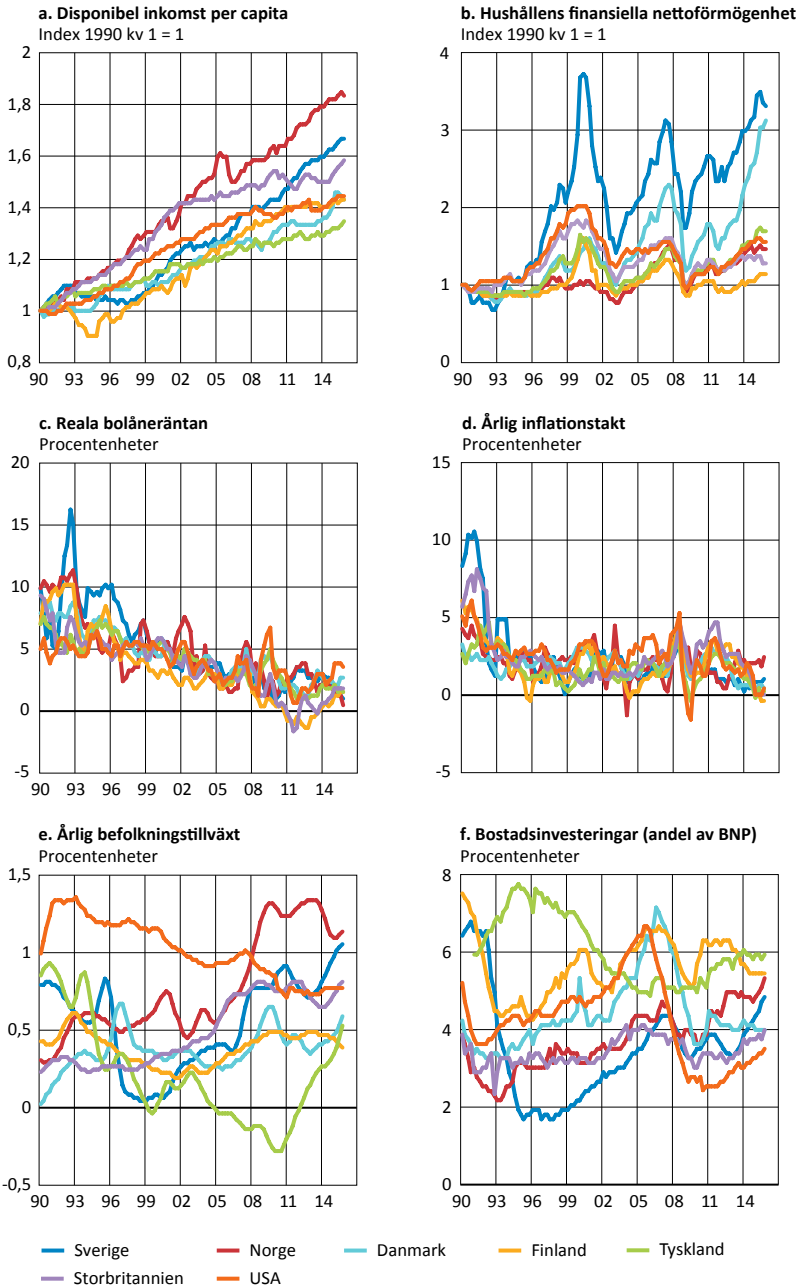 a. Disponibel inkomst per capita
Index 1990 kv 1 = 1
2
1,8
1,6
1,4
1,2
1
0,8
90 93 96 99 02 05 08 11 14
b. Hushållens finansiella nettoförmögenhet
Index 1990 kv 1 = 1
4
3
2
1
0
90 93 96 99 02 05 08 11 14
c. Reala bolåneräntan
Procentenheter
20
15
10
5
0
-5
90 93 96 99 02 05 08 11 14
d. Årlig inflationstakt
Procentenheter
15
10
5
0
-5
90 93 96 99 02 05 08 11 14
e. Årlig befolkningstillväxt
Procentenheter
1,5
1
0,5
0
-0,5
90 93 96 99 02 05 08 11 14
f. Bostadsinvesteringar (andel av BNP)
Procentenheter
8
6
4
2
0
90 93 96 99 02 05 08 11 14
Sverige Norge Danmark Finland Tyskland
Storbritannien USA